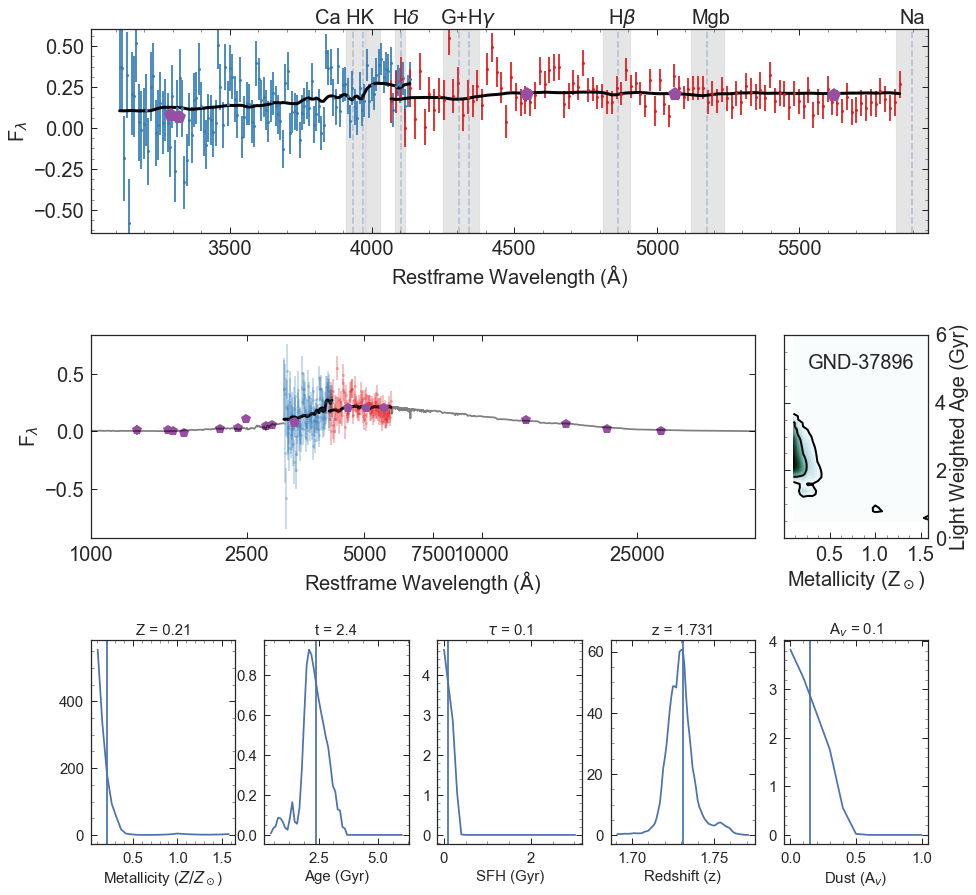 Ca HK Hδ G+Hγ Hβ Mgb Na
0.50
0.25
0.00
−0.25
−0.50
F_λ
3500 4000 4500 5000 5500
Restframe Wavelength (Å)
0.5
0.0
−0.5
F_λ
1000 2500 5000 7500 10000 25000
Restframe Wavelength (Å)
GND-37896
6
4
2
0
Light Weighted Age (Gyr)
0.5 1.0 1.5
Metallicity (Z_⊙)
Z = 0.21
400
200
0
0.5 1.0 1.5
Metallicity (Z/Z_⊙)
t = 2.4
0.8
0.6
0.4
0.2
0.0
2.5 5.0
Age (Gyr)
τ = 0.1
4
3
2
1
0
0 2
SFH (Gyr)
z = 1.731
60
40
20
0
1.70 1.75
Redshift (z)
A_v = 0.1
4
3
2
1
0
0.0 0.5 1.0
Dust (A_v)